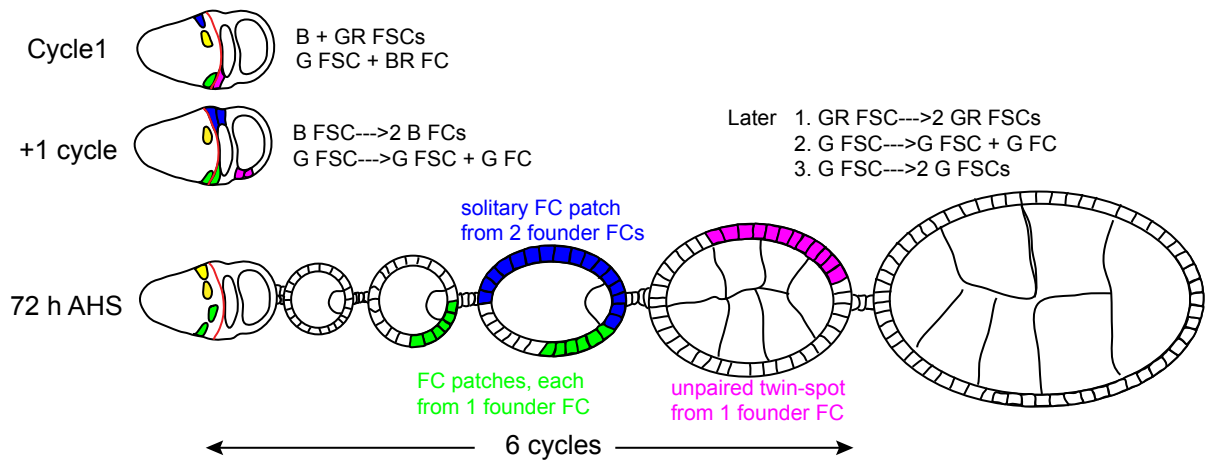 Cycle1
B + GR FSCs
G FSC + BR FC
+1 cycle
B FSC--->2 B FCs
G FSC--->G FSC + G FC
Later 1. GR FSC--->2 GR FSCs
2. G FSC--->G FSC + G FC
3. G FSC--->2 G FSCs
solitary FC patch
from 2 founder FCs
72 h AHS
FC patches, each
from 1 founder FC
unpaired twin-spot
from 1 founder FC
6 cycles